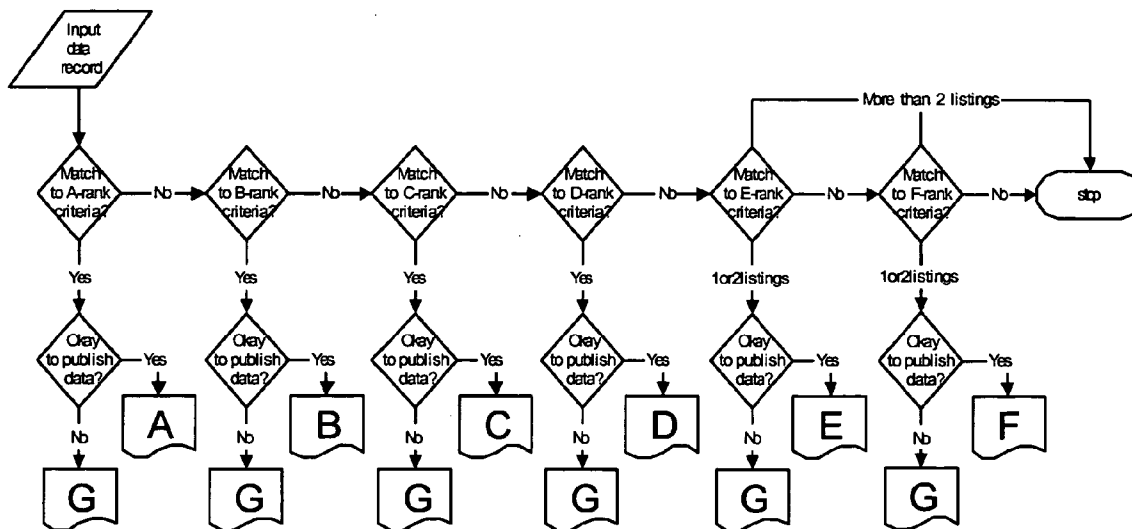 Input
data
record
More than 2 listings
Match
to A-rank
criteria?
No
Match
to B-rank
criteria?
No
Match
to C-rank
criteria?
No
Match
to D-rank
criteria?
No
Match
to E-rank
criteria?
No
Match
to F-rank
criteria?
No
stop
Yes
Yes
Yes
Yes
1or2listings
1or2listings
Okay
to publish
data?
Yes
Okay
to publish
data?
Yes
Okay
to publish
data?
Yes
Okay
to publish
data?
Yes
Okay
to publish
data?
Yes
Okay
to publish
data?
Yes
A
B
C
D
E
F
No
No
No
No
No
No
G
G
G
G
G
G